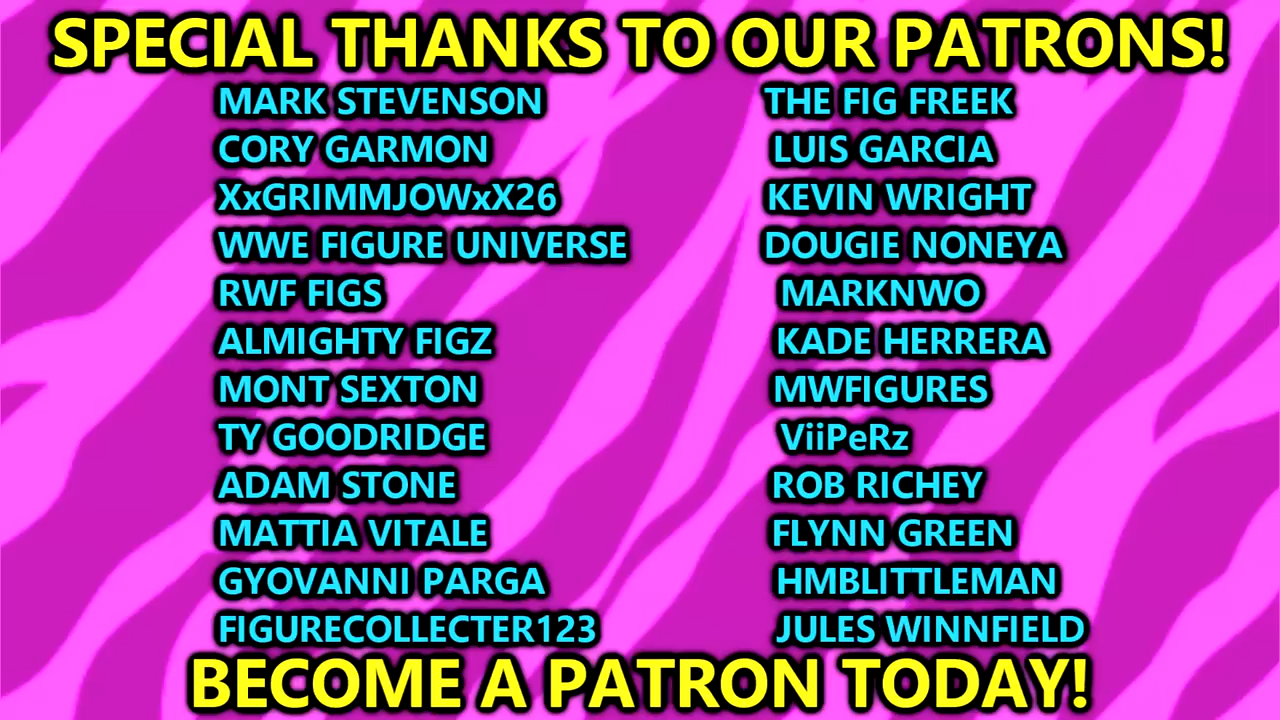 SPECIAL THANKS TO OUR PATRONS!
MARK STEVENSON
CORY GARMON
XxGRIMMJOWxX26
WWE FIGURE UNIVERSE
RWF FIGS
ALMIGHTY FIGZ
MONT SEXTON
TY GOODRIDGE
ADAM STONE
MATTIA VITALE
GYOVANNI PARGA
FIGURECOLLECTER123
THE FIG FREEK
LUIS GARCIA
KEVIN WRIGHT
DOUGIE NONEYA
MARKNWO
KADE HERRERA
MWFIGURES
ViiPeRz
ROB RICHEY
FLYNN GREEN
HMBLITTLEMAN
JULES WINNFIELD
BECOME A PATRON TODAY!